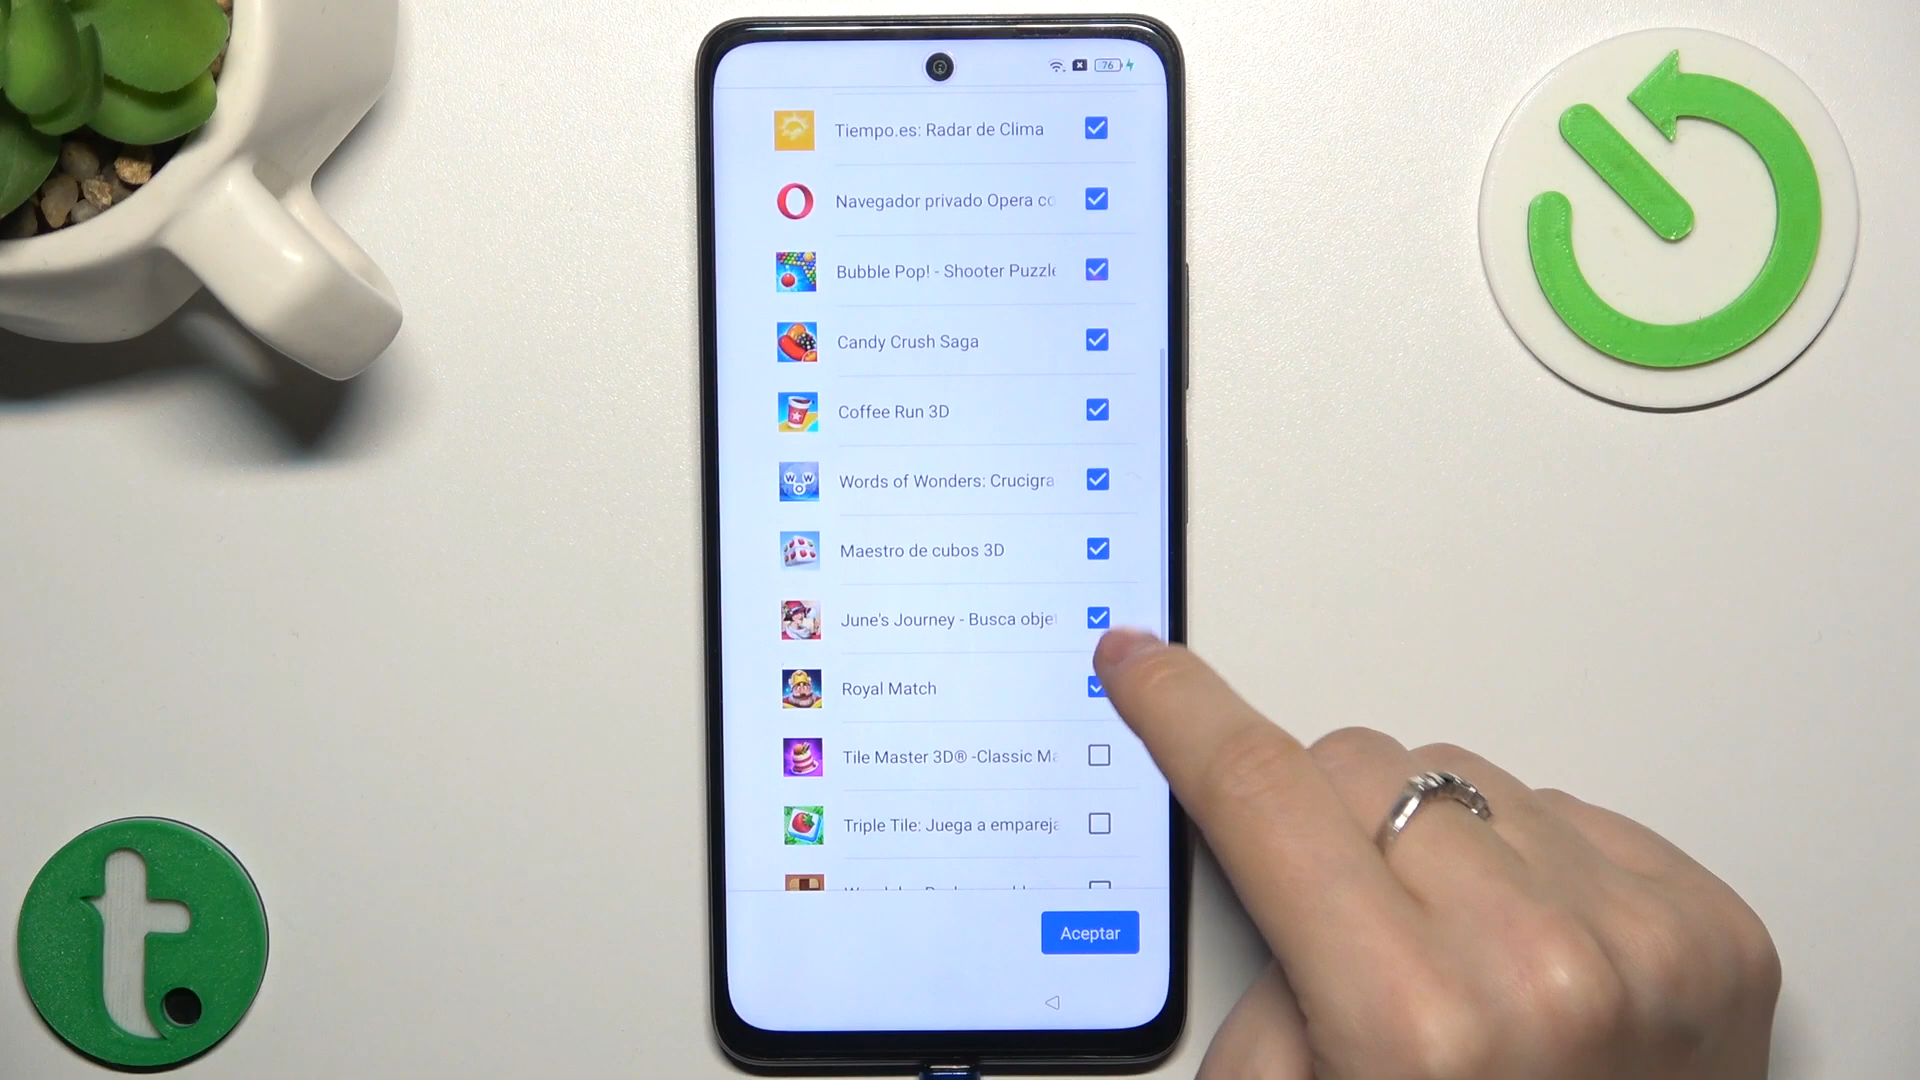 76
Tiempo.es: Radar de Clima
Navegador privado Opera co
Bubble Pop! - Shooter Puzzle
Candy Crush Saga
Coffee Run 3D
Words of Wonders: Crucigra
Maestro de cubos 3D
June's Journey - Busca obje
Royal Match
Tile Master 3D® -Classic Ma
Triple Tile: Juega a empareja
Aceptar
t.